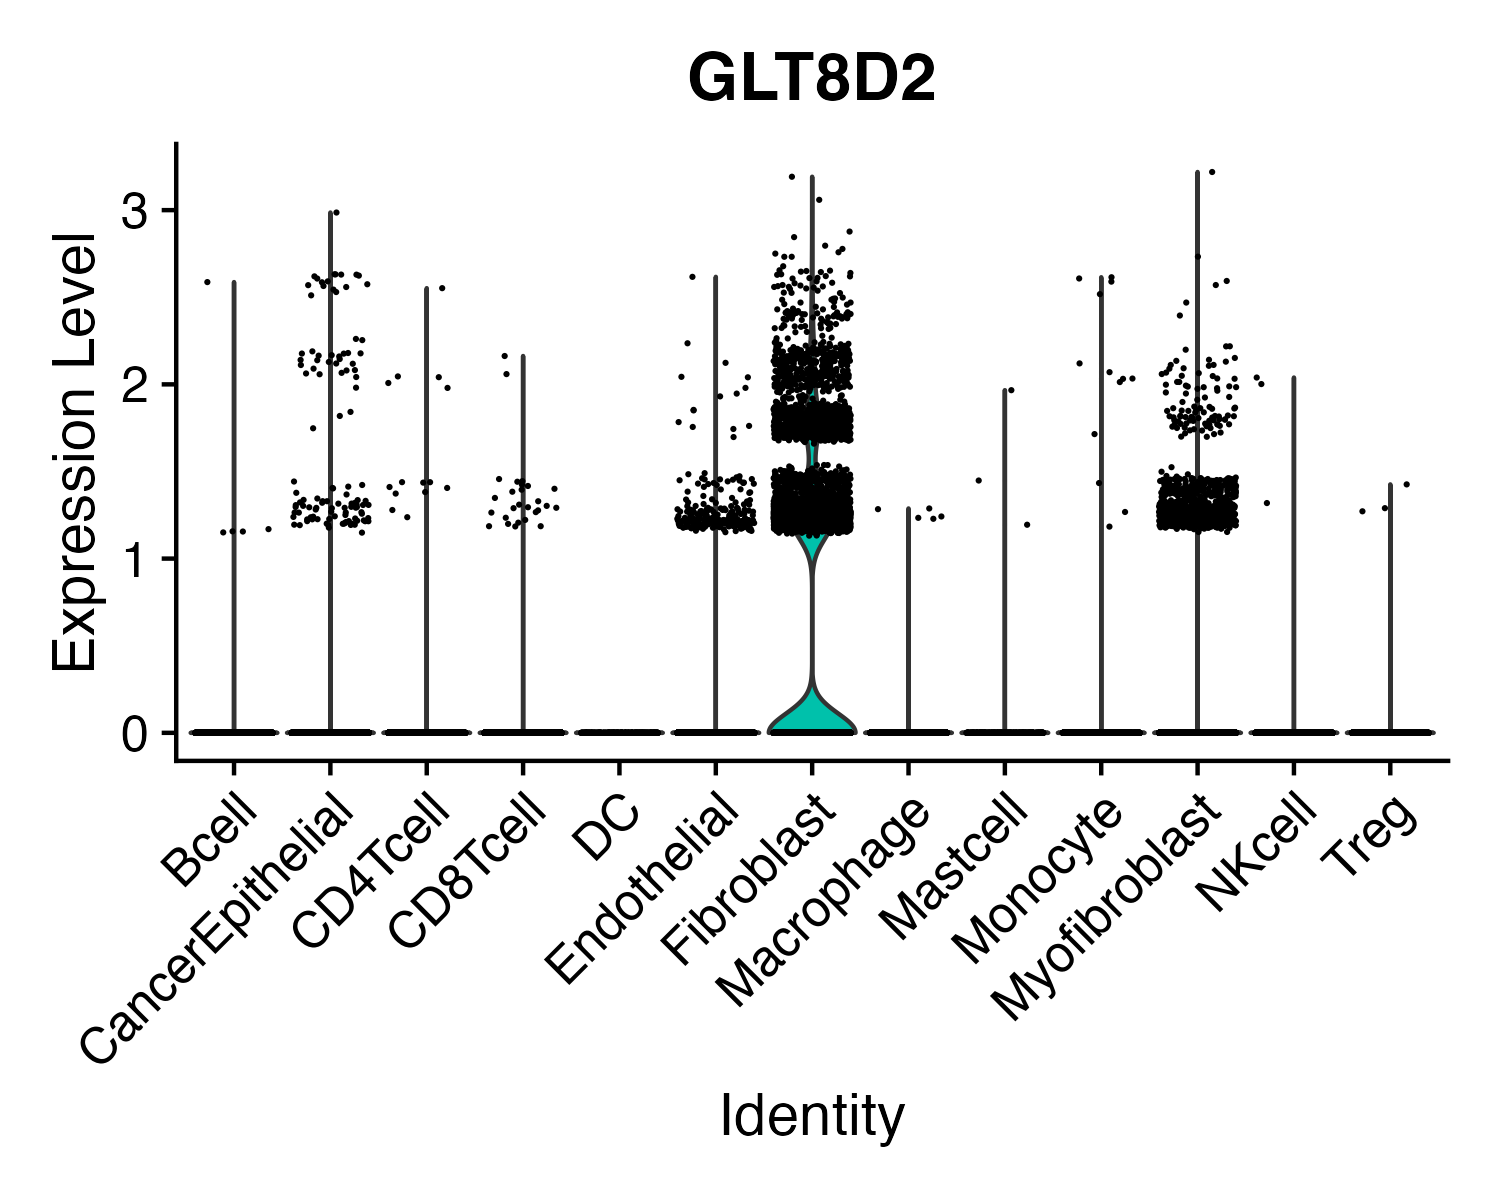 GLT8D2
Expression Level
3
2
1
0
Bcell
CancerEpithelial
CD4Tcell
CD8Tcell
DC
Endothelial
Fibroblast
Macrophage
Mastcell
Monocyte
Myofibroblast
NKcell
Treg
Identity